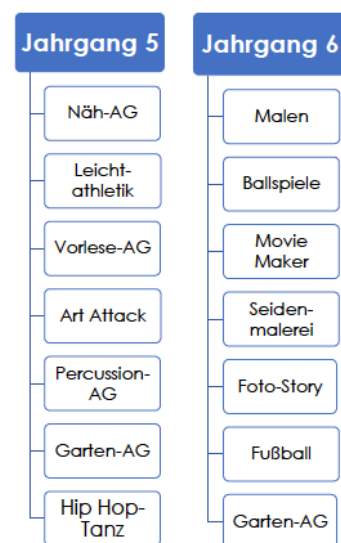 Jahrgang 5
Näh-AG
Leicht-
athletik
Vorlese-AG
Art Attack
Percussion-
AG
Garten-AG
Hip Hop-
Tanz
Jahrgang 6
Malen
Ballspiele
Movie
Maker
Seiden-
malerei
Foto-Story
Fußball
Garten-AG